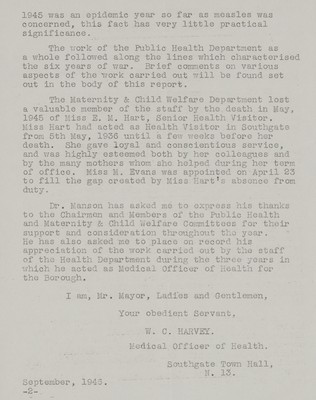 1945 was an epidemic year so far as measles was
concerned, this fact has very little practical
significance.
The work of the Public Health Department as
a whole followed along the lines which characterised
the six years of war. Brief comments on various
aspects of the work carried out will be found set
out in the body of this report.
The Maternity & Child Welfare Department lost
a valuable member of the staff by the death in May,
1945 of Miss E. M. Hart, Senior Health Visitor.
Miss Hart had acted as Health Visitor in Southgate
from 5th May, 1936 until a few weeks before her
death. She gave loyal and conscientious service,
and was highly esteemed both by her colleagues and
by the many mothers whom she helped during her term
of office. Miss M. Evans was appointed on April 23
to fill the gap created by Miss Hart's absence from
duty.
Dr. Manson has asked me to express his thanks
to the Chairman and Members of the Public Health
and Maternity & Child Welfare Committees for their
support and consideration throughout the year.
He has also asked me to place on record his
appreciation of the work carried out by the staff
of the Health Department during the three years in
which he acted as Medical Officer of Health for
the Borough.
I am, Mr. Mayor, Ladies and Gentlemen,
Your obedient Servant,
W. C. HARVEY.
Medical Officer of Health.
Southgate Town Hall,
N. 13.
September, 1946.
-2-